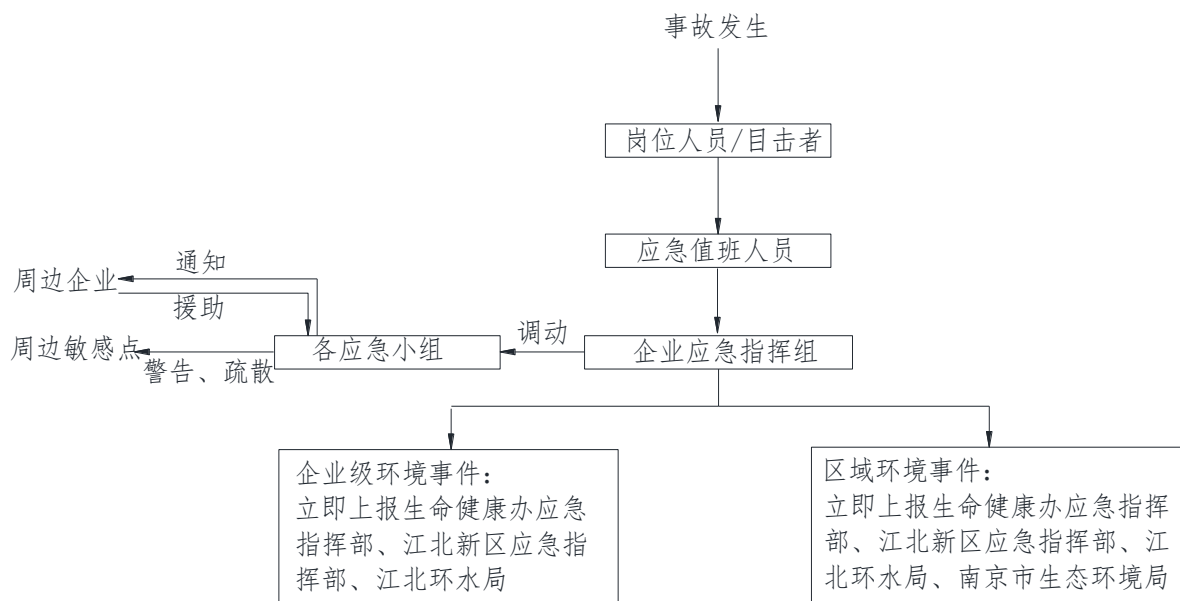 事故发生
岗位人员/目击者
应急值班人员
通知
周边企业
援助
调动
周边敏感点
各应急小组
企业应急指挥组
警告、疏散
企业级环境事件：
立即上报生命健康办应急
指挥部、江北新区应急指
挥部、江北环水局
区域环境事件：
立即上报生命健康办应急指挥
部、江北新区应急指挥部、江
北环水局、南京市生态环境局